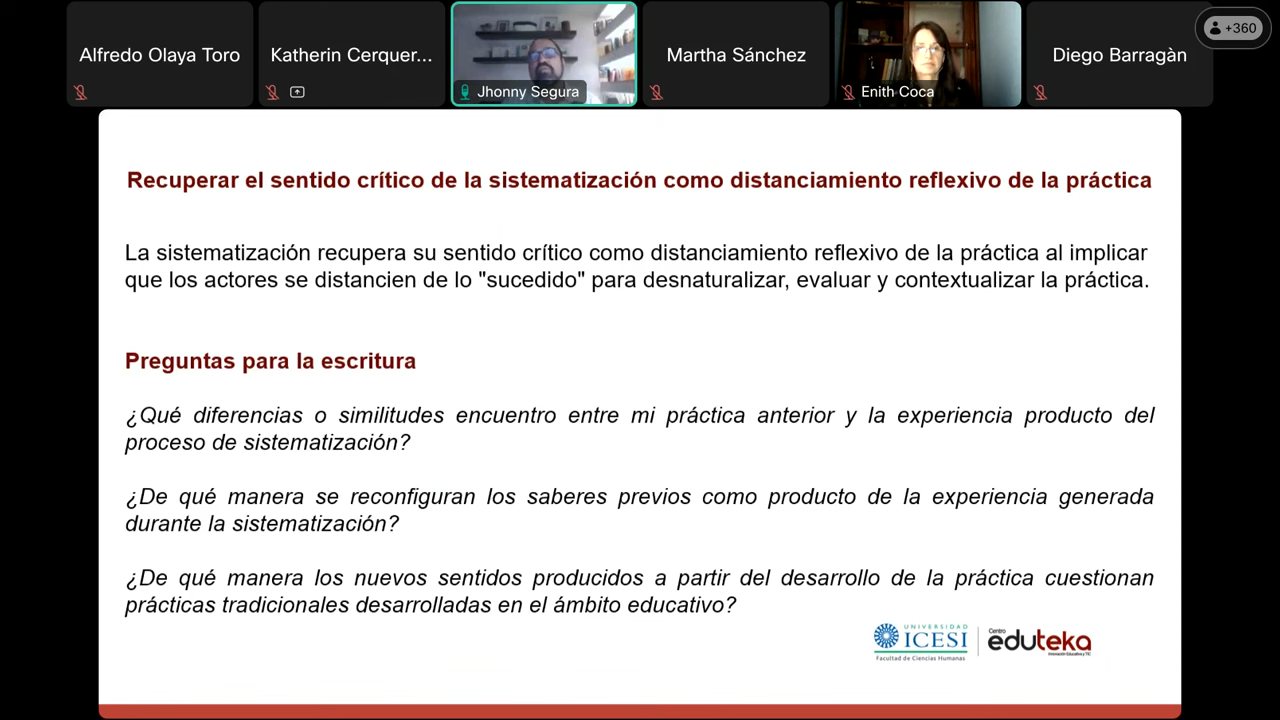 Alfredo Olaya Toro
Katherin Cerquer...
Jhonny Segura
Martha Sánchez
Enith Coca
Diego Barragàn
+360
Recuperar el sentido crítico de la sistematización como distanciamiento reflexivo de la práctica
La sistematización recupera su sentido crítico como distanciamiento reflexivo de la práctica al implicar
que los actores se distancien de lo "sucedido" para desnaturalizar, evaluar y contextualizar la práctica.
Preguntas para la escritura
¿Qué diferencias o similitudes encuentro entre mi práctica anterior y la experiencia producto del
proceso de sistematización?
¿De qué manera se reconfiguran los saberes previos como producto de la experiencia generada
durante la sistematización?
¿De qué manera los nuevos sentidos producidos a partir del desarrollo de la práctica cuestionan
prácticas tradicionales desarrolladas en el ámbito educativo?
UNIVERSIDAD
ICESI
Facultad de Ciencias Humanas
Centro
eduteka
Innovación Educativa y TIC